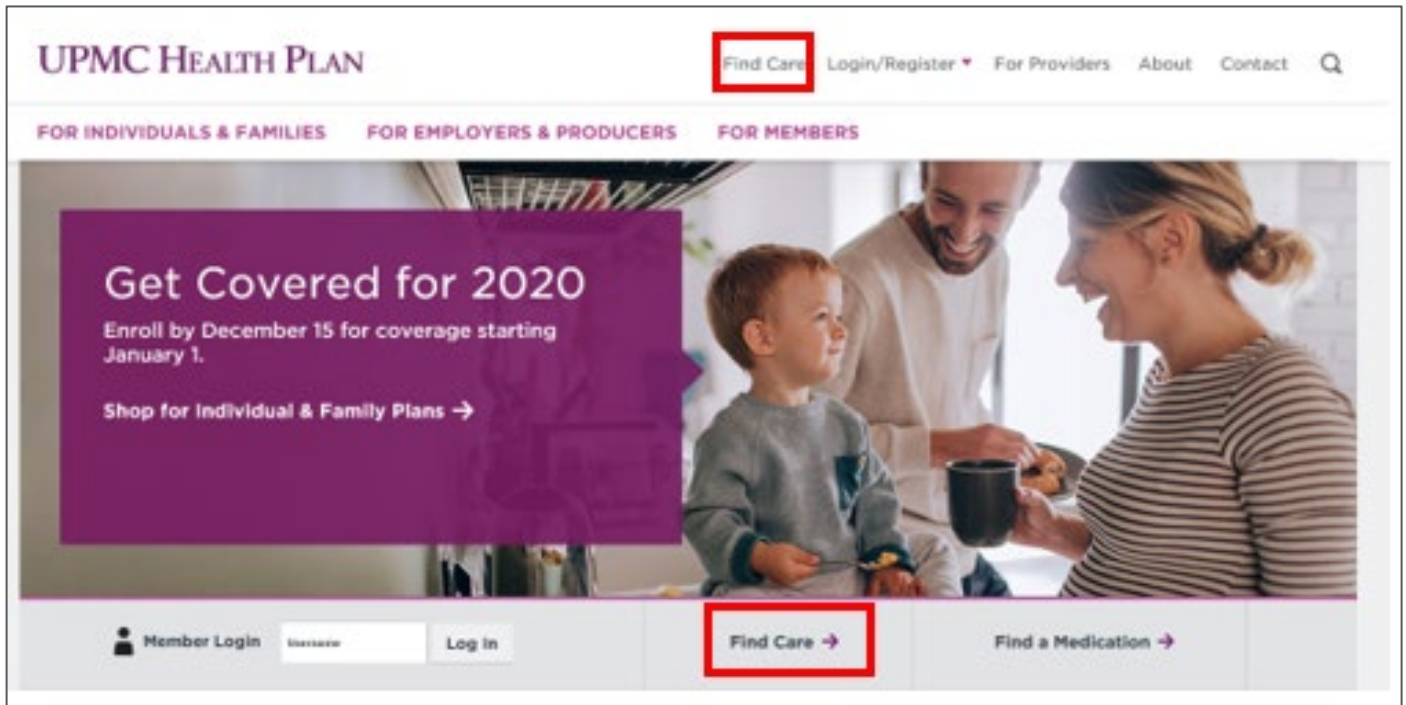 UPMC HEALTH PLAN
Find Care Login/Register For Providers About Contact
FOR INDIVIDUALS & FAMILIES FOR EMPLOYERS & PRODUCERS FOR MEMBERS
Get Covered for 2020
Enroll by December 15 for coverage starting
January 1.
Shop for Individual & Family Plans →
Member Login Username Log In Find Care → Find a Medication →